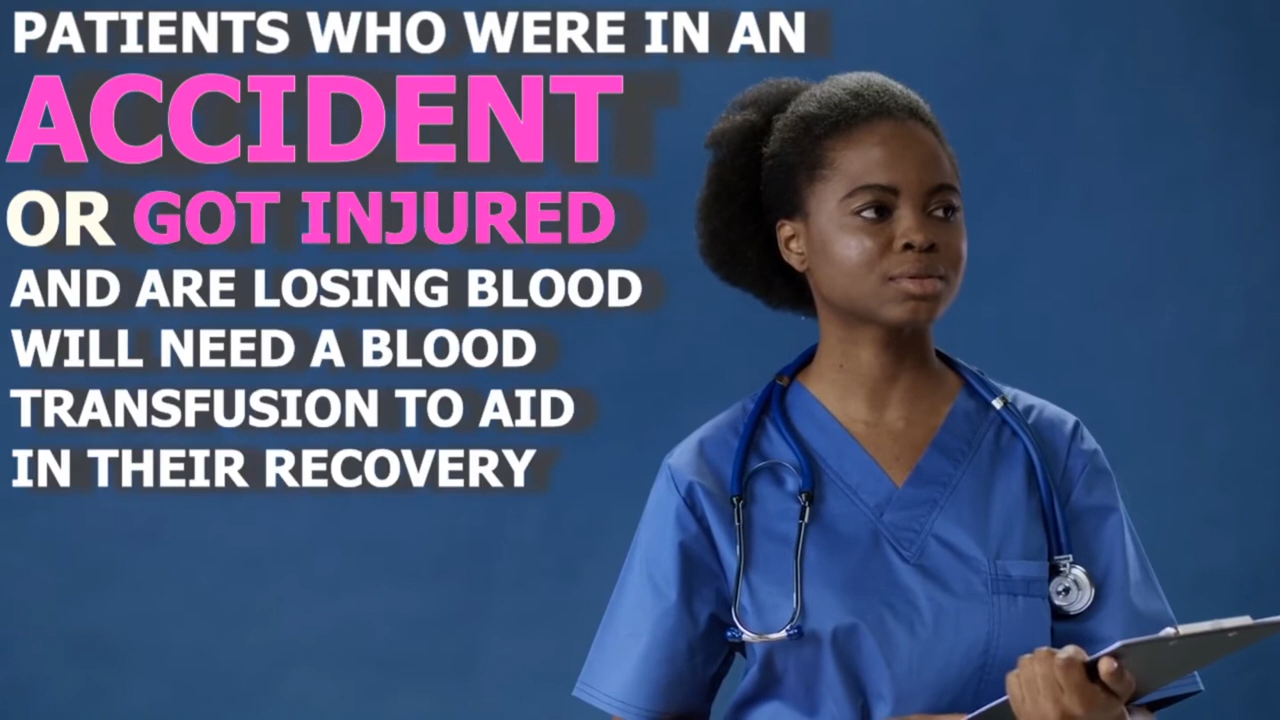 PATIENTS WHO WERE IN AN
ACCIDENT
OR GOT INJURED
AND ARE LOSING BLOOD
WILL NEED A BLOOD
TRANSFUSION TO AID
IN THEIR RECOVERY